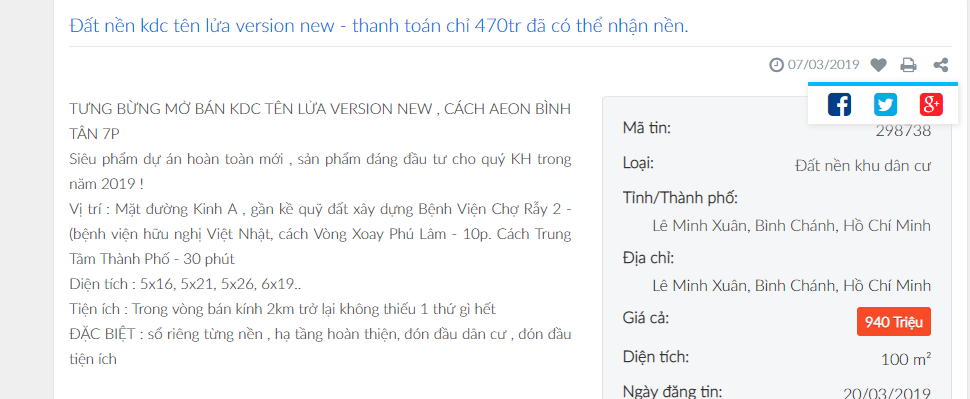 Đất nền kdc tên lửa version new - thanh toán chỉ 470tr đã có thể nhận nền.
07/03/2019
TƯNG BỪNG MỞ BÁN KDC TÊN LỬA VERSION NEW , CÁCH AEON BÌNH
TÂN 7P
Siêu phẩm dự án hoàn toàn mới , sản phẩm đáng đầu tư cho quý KH trong
năm 2019 !
Vị trí : Mặt đường Kinh A , gần kề quỹ đất xây dựng Bệnh Viện Chợ Rẫy 2 -
(bệnh viện hữu nghị Việt Nhật, cách Vòng Xoay Phú Lâm - 10p. Cách Trung
Tâm Thành Phố - 30 phút
Diện tích : 5x16, 5x21, 5x26, 6x19..
Tiện ích : Trong vòng bán kính 2km trở lại không thiếu 1 thứ gì hết
ĐẶC BIỆT : sổ riêng từng nền , hạ tầng hoàn thiện, đón đầu dân cư , đón đầu
tiện ích
Mã tin:
298738
Loại:
Đất nền khu dân cư
Tỉnh/Thành phố:
Lê Minh Xuân, Bình Chánh, Hồ Chí Minh
Địa chỉ:
Lê Minh Xuân, Bình Chánh, Hồ Chí Minh
Giá cả:
940 Triệu
Diện tích:
100 m²
Ngày đăng tin:
20/03/2019